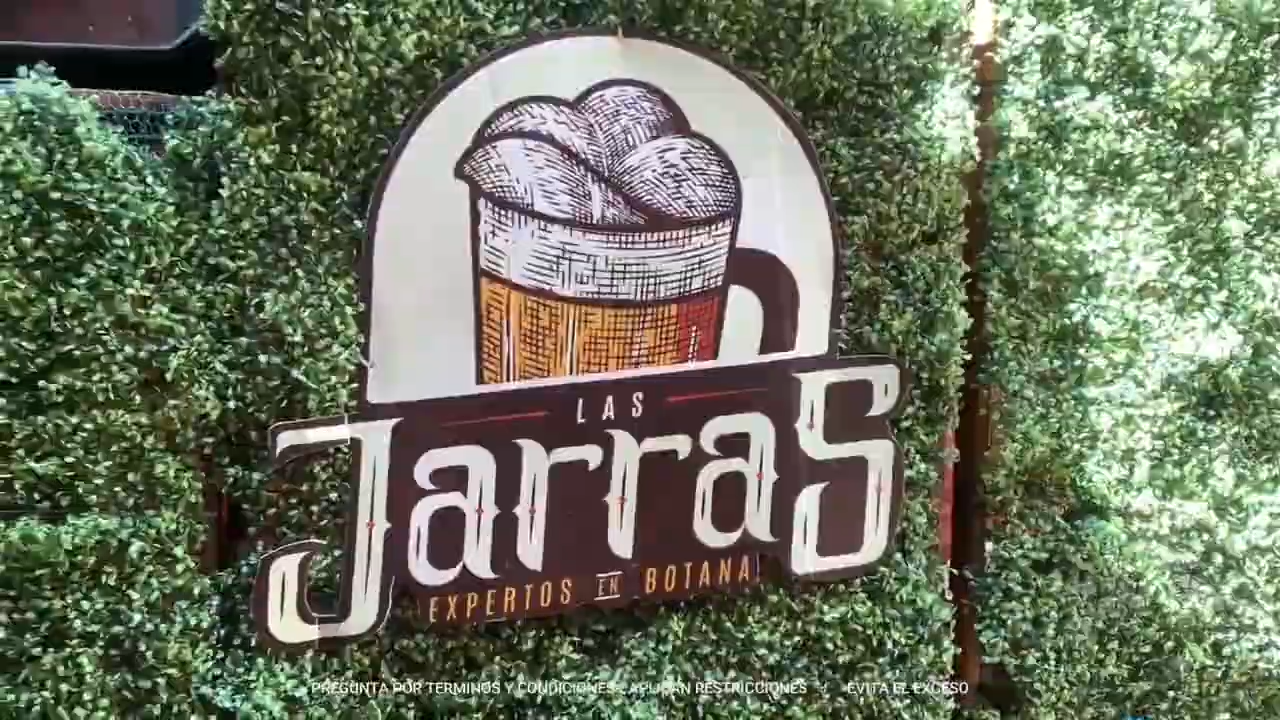 LAS
JarraS
EXPERTOS EN BOTANA!
PREGUNTA POR TERMINOS Y CONDICIONES. APLICAN RESTRICCIONES / EVITA EL EXCESO